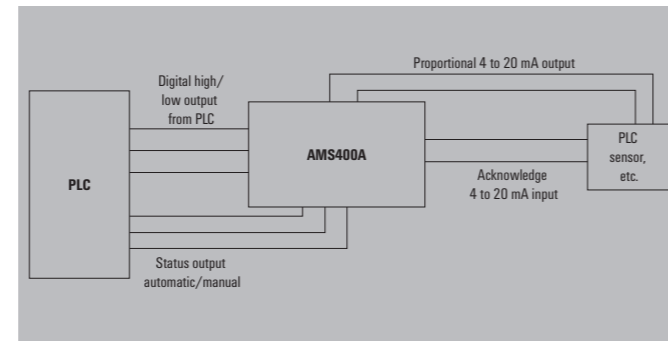 Proportional 4 to 20 mA output
Digital high/
low output
from PLC
PLC
AMS400A
PLC
sensor,
etc.
Acknowledge
4 to 20 mA input
Status output
automatic/manual